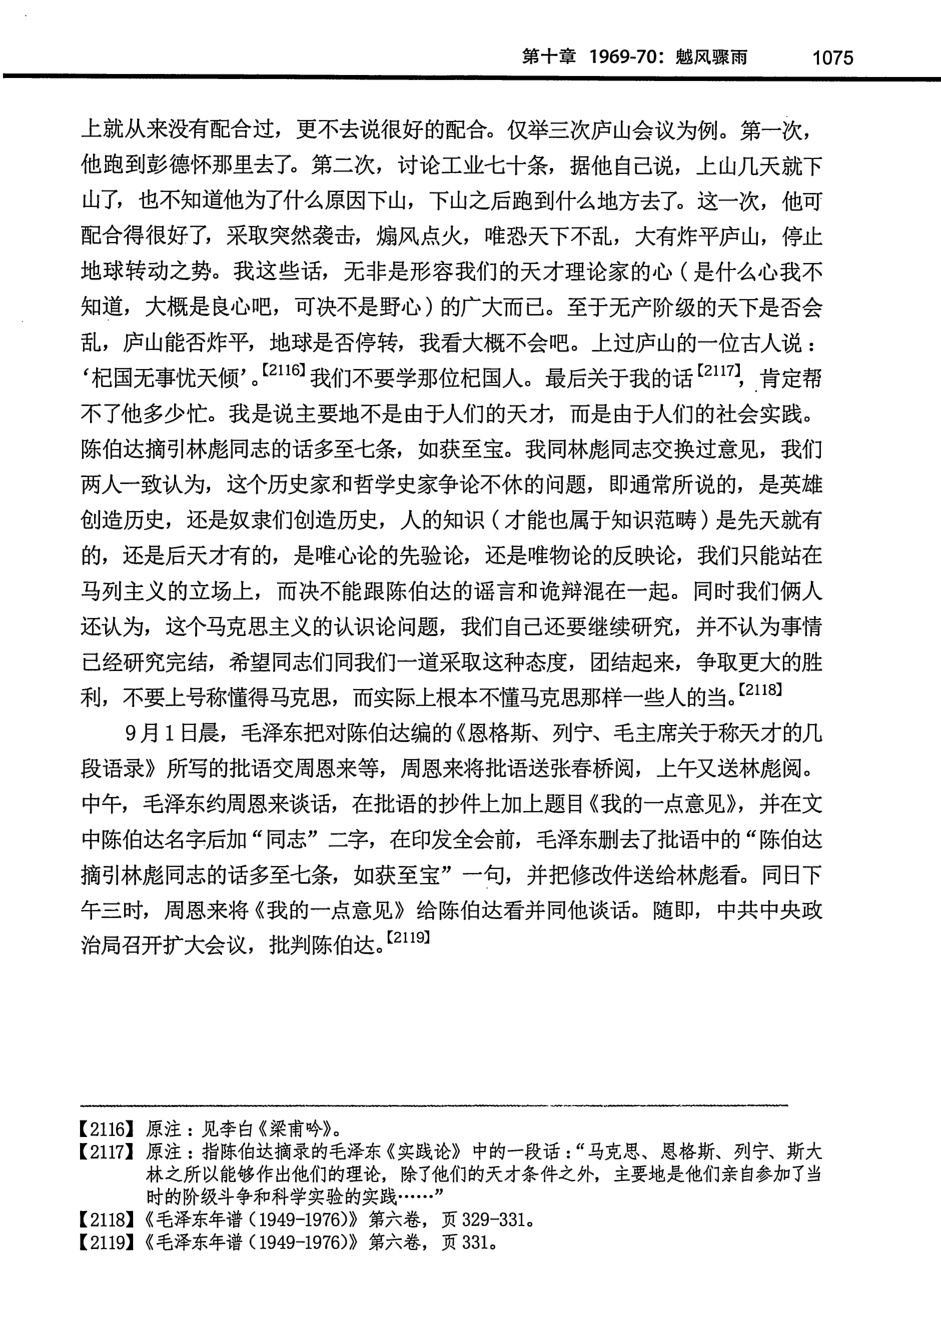 第十章 1969-70：魆风骤雨 1075
上就从来没有配合过，更不去说很好的配合。仅举三次庐山会议为例。第一次，
他跑到彭德怀那里去了。第二次，讨论工业七十条，据他自己说，上山几天就下
山了，也不知道他为了什么原因下山，下山之后跑到什么地方去了。这一次，他可
配合得很好了，采取突然袭击，煽风点火，唯恐天下不乱，大有炸平庐山，停止
地球转动之势。我这些话，无非是形容我们的天才理论家的心（是什么心我不
知道，大概是良心吧，可决不是野心）的广大而已。至于无产阶级的天下是否会
乱，庐山能否炸平，地球是否停转，我看大概不会吧。上过庐山的一位古人说：
‘杞国无事忧天倾’。【2116】我们不要学那位杞国人。最后关于我的话【2117】，肯定帮
不了他多少忙。我是说主要地不是由于人们的天才，而是由于人们的社会实践。
陈伯达摘引林彪同志的话多至七条，如获至宝。我同林彪同志交换过意见，我们
两人一致认为，这个历史家和哲学史家争论不休的问题，即通常所说的，是英雄
创造历史，还是奴隶们创造历史，人的知识（才能也属于知识范畴）是先天就有
的，还是后天才有的，是唯心论的先验论，还是唯物论的反映论，我们只能站在
马列主义的立场上，而决不能跟陈伯达的谣言和诡辩混在一起。同时我们俩人
还认为，这个马克思主义的认识论问题，我们自己还要继续研究，并不认为事情
已经研究完结，希望同志们同我们一道采取这种态度，团结起来，争取更大的胜
利，不要上号称懂得马克思，而实际上根本不懂马克思那样一些人的当。【2118】
9月1日晨，毛泽东把对陈伯达编的《恩格斯、列宁、毛主席关于称天才的几
段语录》所写的批语交周恩来等，周恩来将批语送张春桥阅，上午又送林彪阅。
中午，毛泽东约周恩来谈话，在批语的抄件上加上题目《我的一点意见》，并在文
中陈伯达名字后加“同志”二字，在印发全会前，毛泽东删去了批语中的“陈伯达
摘引林彪同志的话多至七条，如获至宝”一句，并把修改件送给林彪看。同日下
午三时，周恩来将《我的一点意见》给陈伯达看并同他谈话。随即，中共中央政
治局召开扩大会议，批判陈伯达。【2119】
【2116】原注：见李白《梁甫吟》。
【2117】原注：指陈伯达摘录的毛泽东《实践论》中的一段话：“马克思、恩格斯、列宁、斯大
林之所以能够作出他们的理论，除了他们的天才条件之外，主要地是他们亲自参加了当
时的阶级斗争和科学实验的实践……”
【2118】《毛泽东年谱（1949-1976）》第六卷，页329-331。
【2119】《毛泽东年谱（1949-1976）》第六卷，页331。